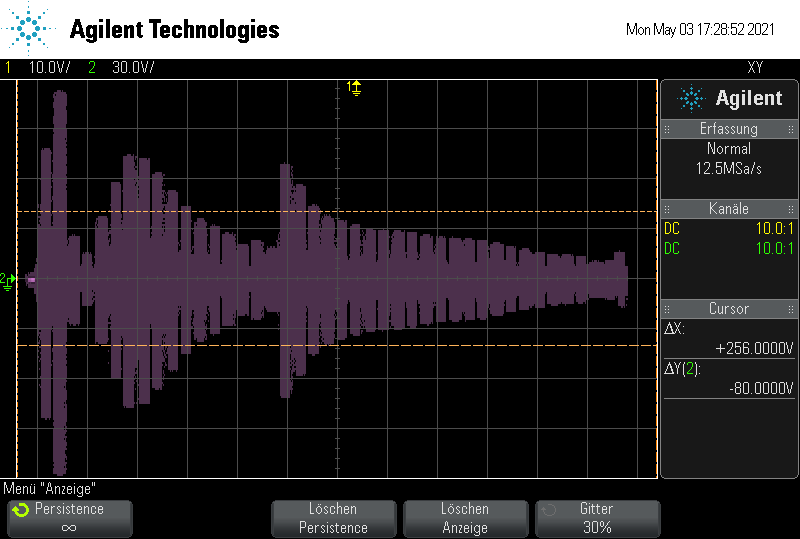 Agilent Technologies
Mon May 03 17:28:52 2021
1 10.0V/ 2 30.0V/ XY
1
2
Agilent
Erfassung
Normal
12.5MSa/s
Kanäle
DC 10.0:1
DC 10.0:1
Cursor
ΔX:
+256.0000V
ΔY(2):
-80.0000V
Menü "Anzeige"
Persistence
∞
Löschen
Persistence
Löschen
Anzeige
Gitter
30%